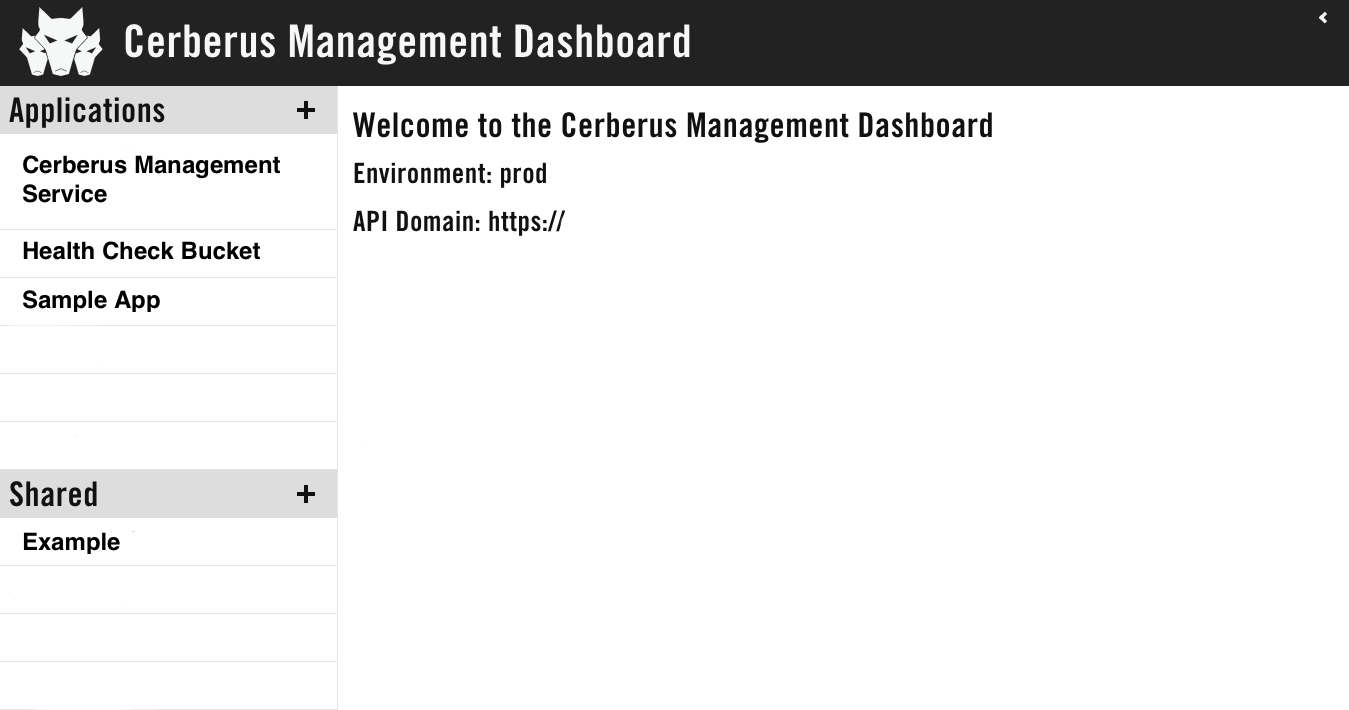 Cerberus Management Dashboard
Applications +
Cerberus Management
Service
Health Check Bucket
Sample App
Shared +
Example
Welcome to the Cerberus Management Dashboard
Environment: prod
API Domain: https://